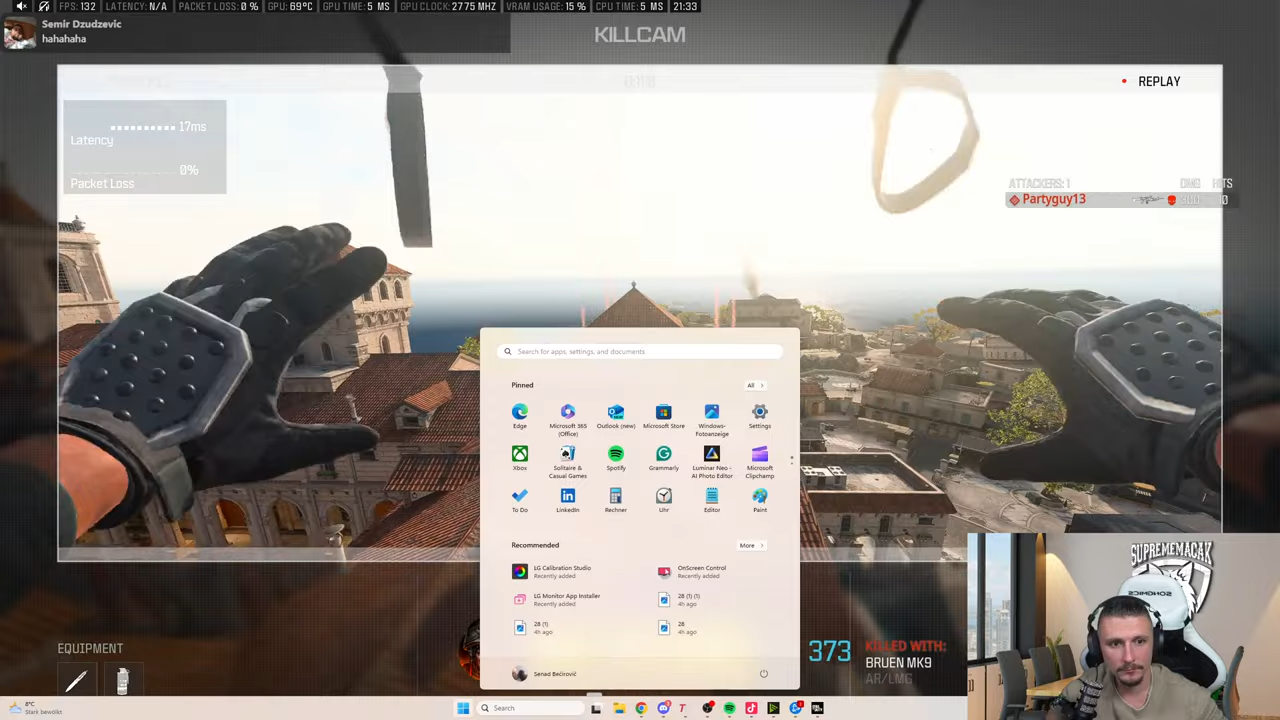 FPS: 132 LATENCY: N/A PACKET LOSS: 0 % GPU: 69°C GPU TIME: 5 MS GPU CLOCK: 2775 MHZ VRAM USAGE: 15 % CPU TIME: 5 MS 21:33
Semir Dzudzevic
hahahaha
KILLCAM
REPLAY
17ms
Latency
0%
Packet Loss
ATTACKERS: 1 DMG HITS
Partyguy13
Search for apps, settings, and documents
Pinned
All
Edge
Microsoft 365 (Office)
Outlook (new)
Microsoft Store
Windows-Fotoanzeige
Settings
Xbox
Solitaire & Casual Games
Spotify
Grammarly
Luminar Neo - AI Photo Editor
Microsoft Clipchamp
To Do
LinkedIn
Rechner
Uhr
Editor
Paint
Recommended
More
LG Calibration Studio
Recently added
OnScreen Control
Recently added
LG Monitor App Installer
Recently added
28 (1) (1)
4h ago
28 (1)
4h ago
28
4h ago
Senad Bećirović
EQUIPMENT
373
KILLED WITH:
BRUEN MK9
AR/LMG
SUPREMEMACAK
8°C
Stark bewölkt
Search